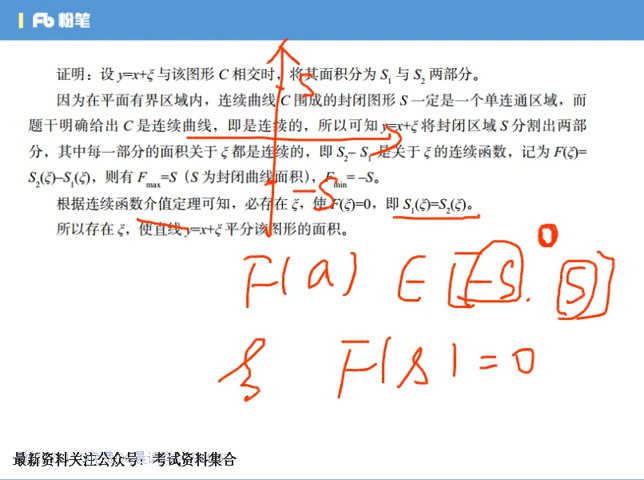 粉笔
证明：设 y=x+ξ 与该图形 C 相交时，将其面积分为 S₁ 与 S₂ 两部分。
因为在平面有界区域内，连续曲线 C 围成的封闭图形 S 一定是一个单连通区域，而
题干明确给出 C 是连续曲线，即是连续的，所以可知 y=x+ξ 将封闭区域 S 分割出两部
分，其中每一部分的面积关于 ξ 都是连续的，即 S₂− S₁ 是关于 ξ 的连续函数，记为 F(ξ)=
S₂(ξ)−S₁(ξ)，则有 Fmax=S（S 为封闭曲线面积），Fmin= −S。
根据连续函数介值定理可知，必存在 ξ，使 F(ξ)=0，即 S₁(ξ)=S₂(ξ)。
所以存在 ξ，使直线 y=x+ξ 平分该图形的面积。
S
−S
0
F(a) ∈ [−S, S]
ξ F(ξ)=0
最新资料关注公众号：考试资料集合